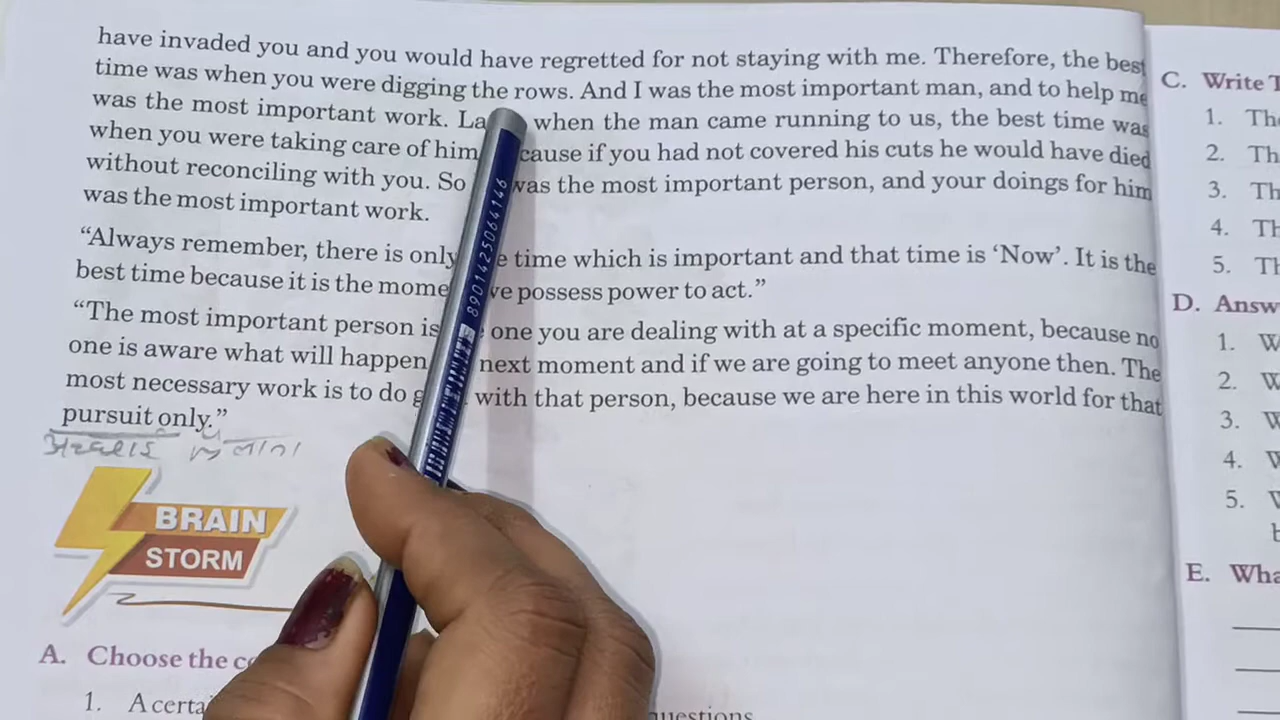 have invaded you and you would have regretted for not staying with me. Therefore, the best
time was when you were digging the rows. And I was the most important man, and to help me
was the most important work. La when the man came running to us, the best time was
when you were taking care of him cause if you had not covered his cuts he would have died
without reconciling with you. So was the most important person, and your doings for him
was the most important work.
“Always remember, there is only e time which is important and that time is ‘Now’. It is the
best time because it is the mome we possess power to act.”
“The most important person is one you are dealing with at a specific moment, because no
one is aware what will happen next moment and if we are going to meet anyone then. The
most necessary work is to do g with that person, because we are here in this world for that
pursuit only.”
BRAIN
STORM
A. Choose the c
1. A certa uestions
C. Write T
1. Th
2. Th
3. Th
4. Th
5. Th
D. Answ
1. W
2. W
3. W
4. W
5.
b
E. Wha
8901425064146